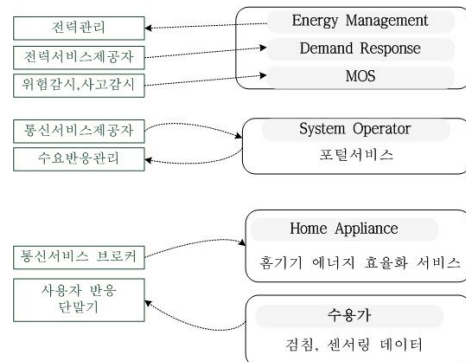 전력관리
전력서비스제공자
위험감시,사고감시
Energy Management
Demand Response
MOS
통신서비스제공자
수요반응관리
System Operator
포털서비스
통신서비스 브로커
사용자 반응
단말기
Home Appliance
홈기기 에너지 효율화 서비스
수용가
검침, 센서링 데이터